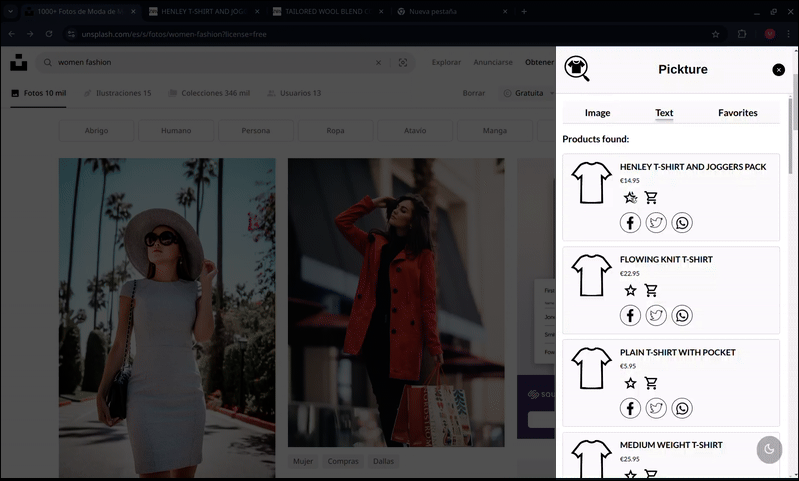 1000+ Fotos de Moda de M
HENLEY T-SHIRT AND JOGG
TAILORED WOOL BLEND C
Nueva pestaña
unsplash.com/es/s/fotos/women-fashion?license=free
women fashion
Explorar
Anunciarse
Obtener
Fotos 10 mil
Ilustraciones 15
Colecciones 346 mil
Usuarios 13
Borrar
Gratuita
Abrigo
Humano
Persona
Ropa
Atavío
Manga
Mujer
Compras
Dallas
Pickture
Image
Text
Favorites
Products found:
HENLEY T-SHIRT AND JOGGERS PACK
€14.95
FLOWING KNIT T-SHIRT
€22.95
PLAIN T-SHIRT WITH POCKET
€5.95
MEDIUM WEIGHT T-SHIRT
€25.95